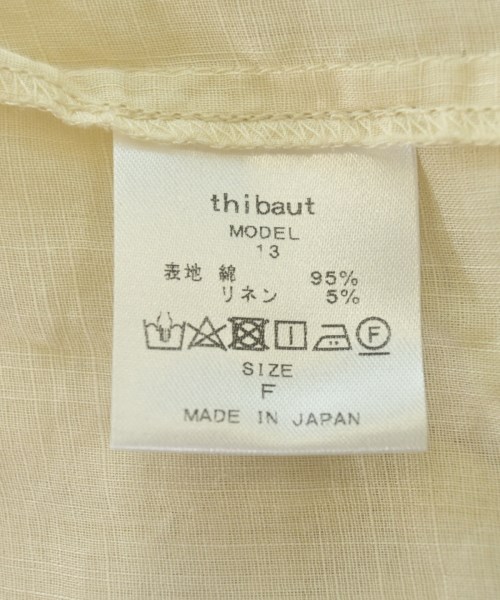 thibaut
MODEL
13
表地 綿 95%
リネン 5%
F
SIZE
F
MADE IN JAPAN